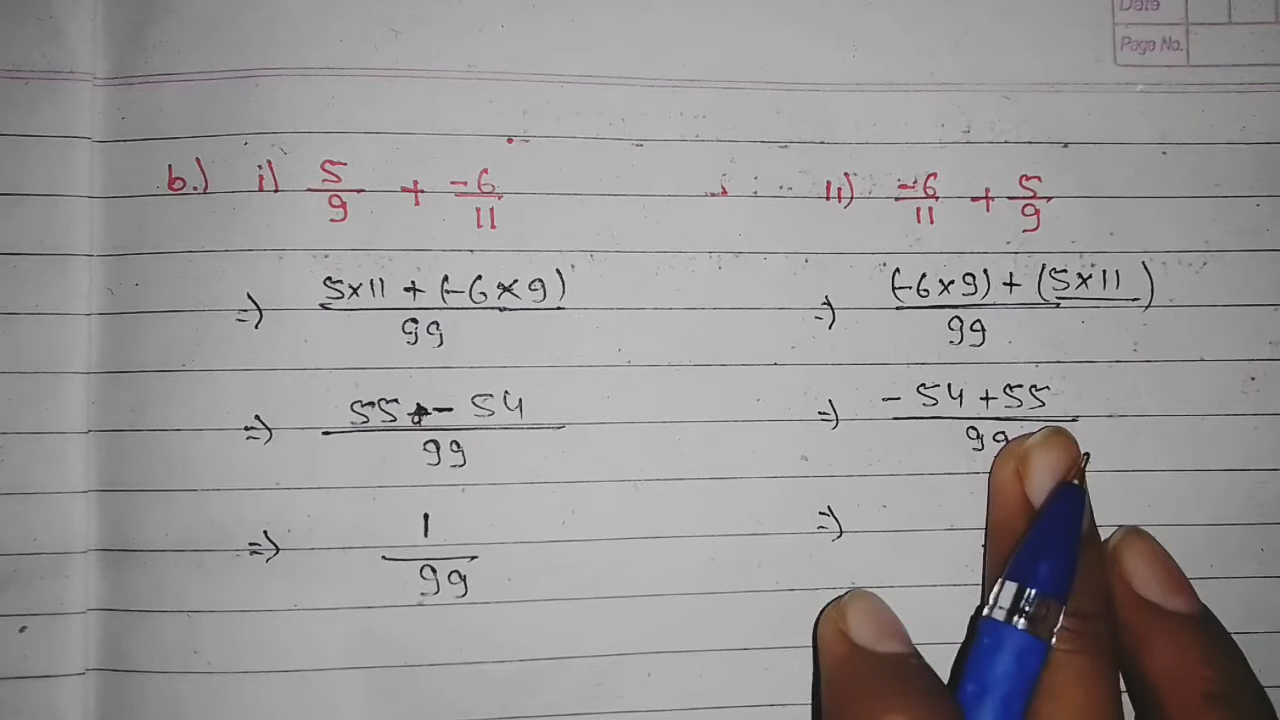 Date
Page No.
b.) i) 5/9 + -6/11
=) 5×11 + (-6×9) / 99
=) 55 + - 54 / 99
=) 1 / 99
ii) -6/11 + 5/9
=) (-6×9) + (5×11) / 99
=) - 54 + 55 / 99
=)